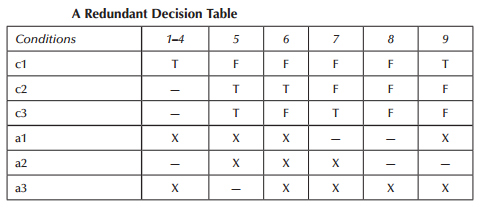 A Redundant Decision Table
Conditions 1–4 5 6 7 8 9
c1 T F F F F T
c2 — T T F F F
c3 — T F T F F
a1 X X X — — X
a2 — X X X — —
a3 X — X X X X